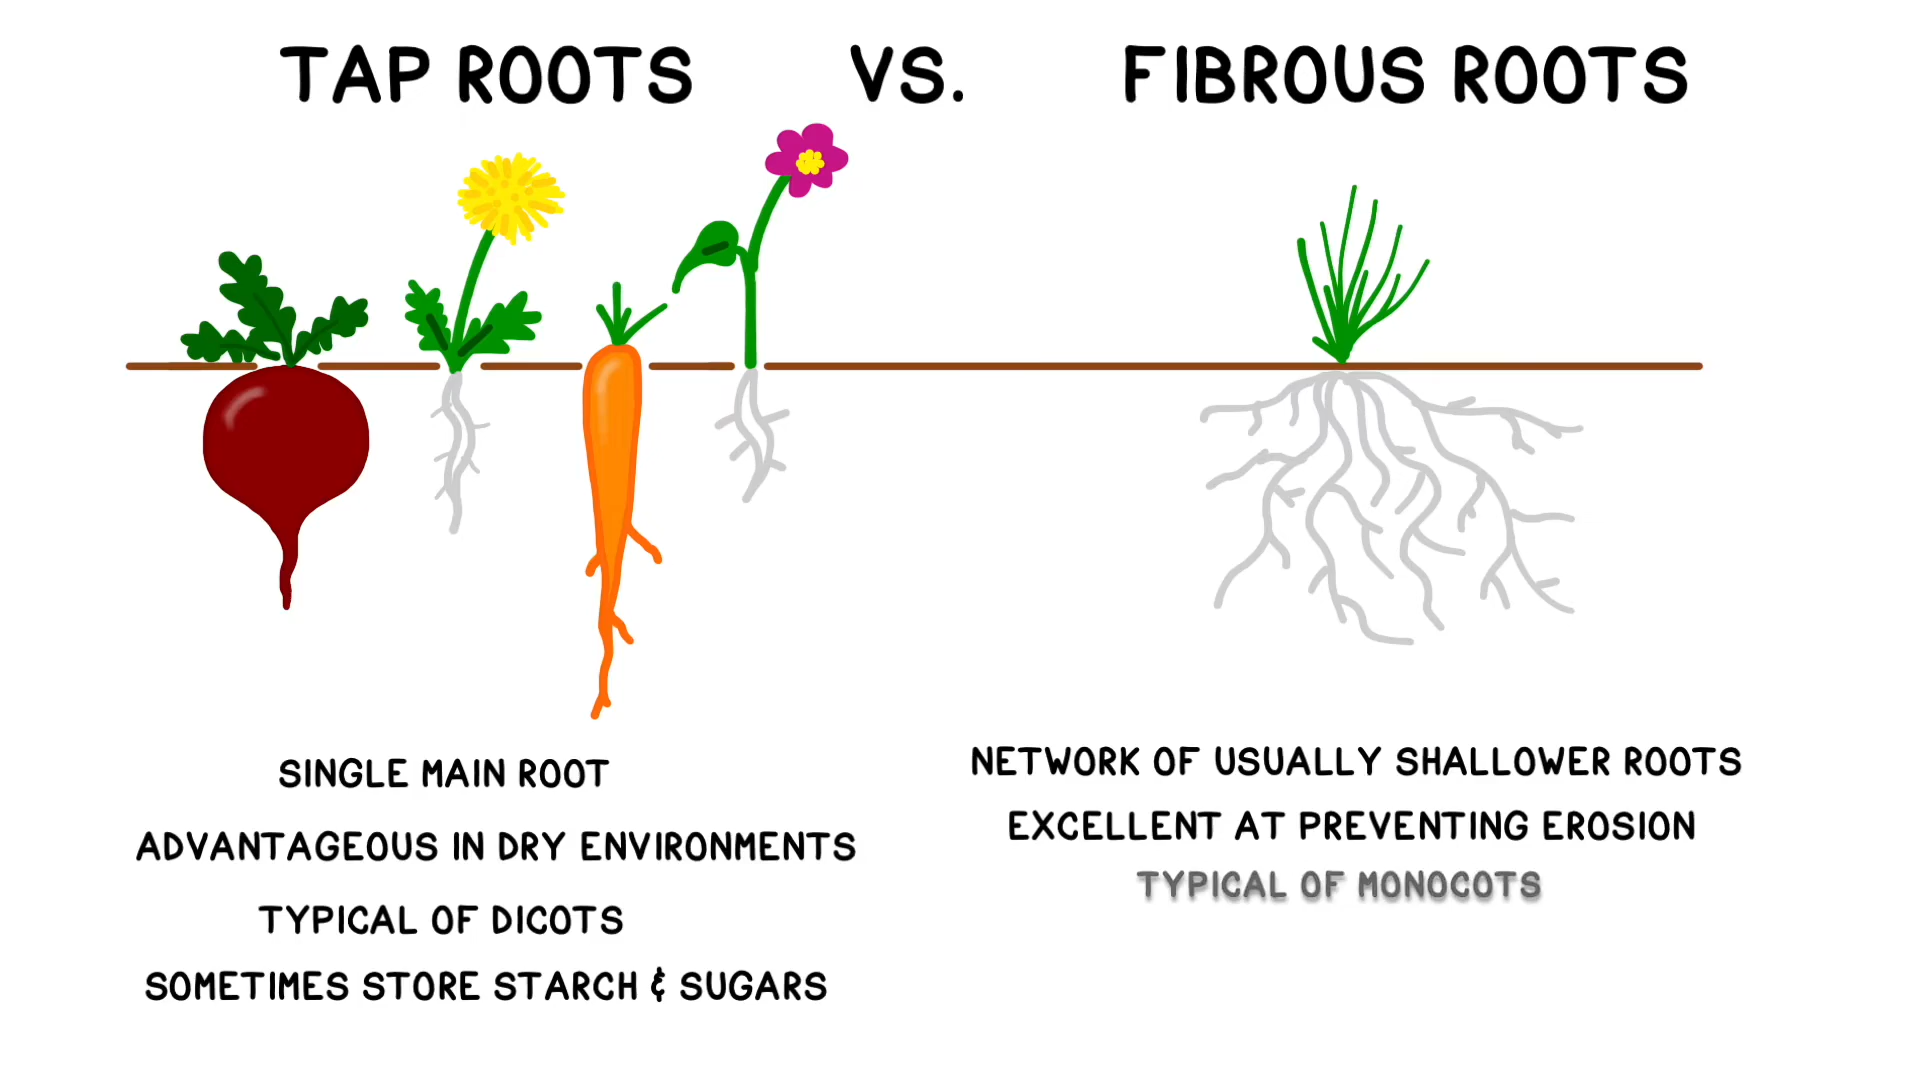 TAP ROOTS VS. FIBROUS ROOTS
SINGLE MAIN ROOT
ADVANTAGEOUS IN DRY ENVIRONMENTS
TYPICAL OF DICOTS
SOMETIMES STORE STARCH & SUGARS
NETWORK OF USUALLY SHALLOWER ROOTS
EXCELLENT AT PREVENTING EROSION
TYPICAL OF MONOCOTS